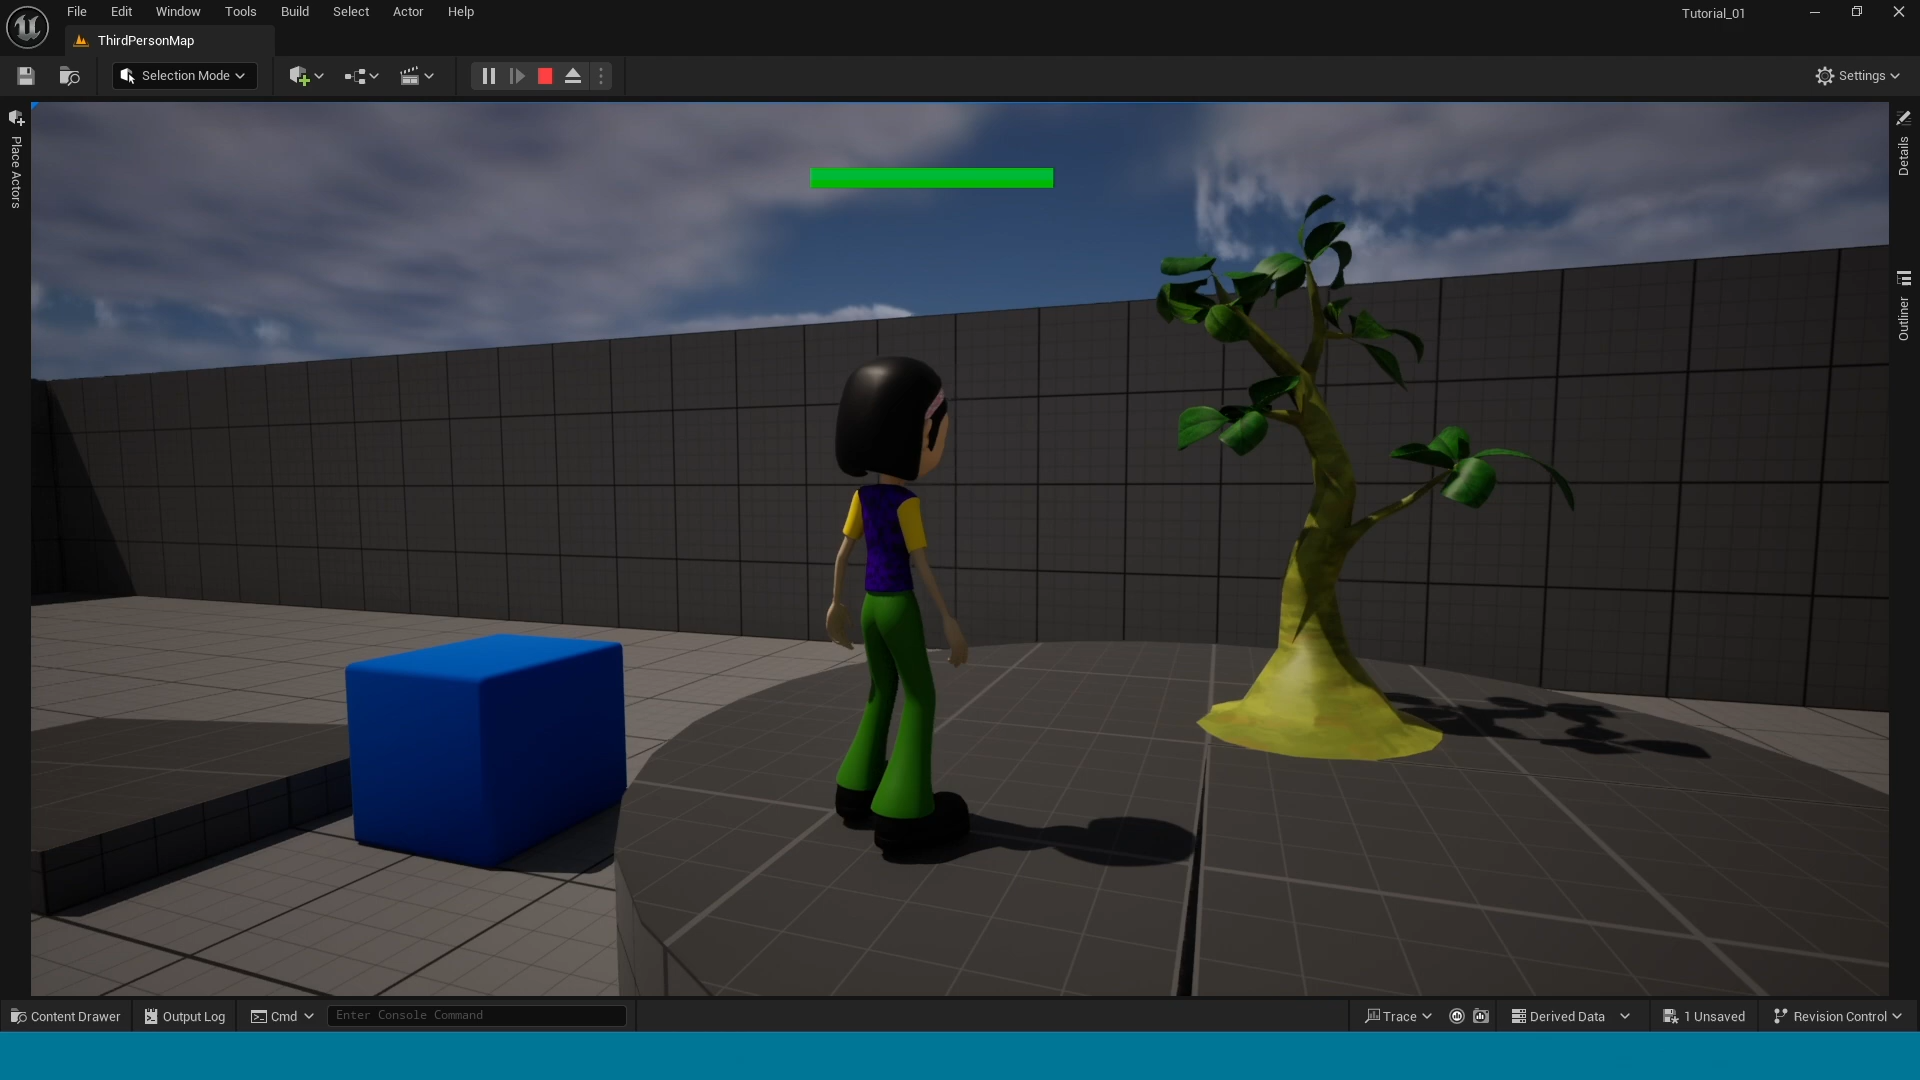 File Edit Window Tools Build Select Actor Help
Tutorial_01
ThirdPersonMap
Selection Mode
Settings
Place Actors
Details
Outliner
Content Drawer
Output Log
Cmd
Enter Console Command
Trace
Derived Data
1 Unsaved
Revision Control